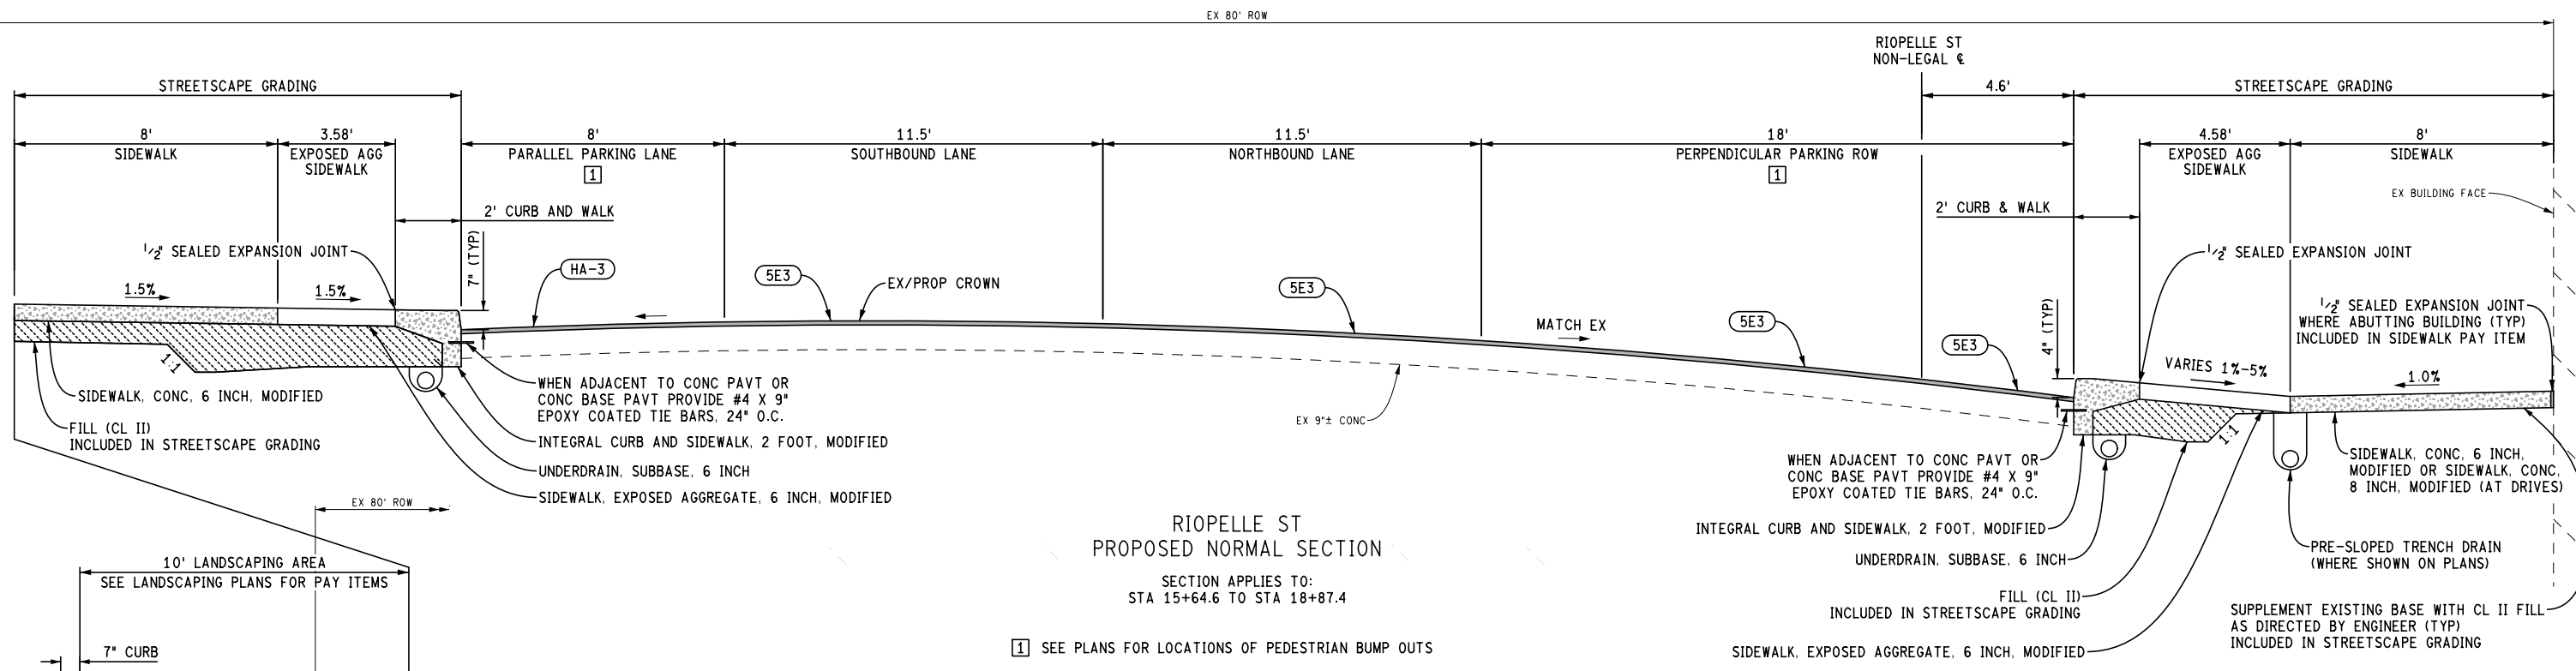 EX 80' ROW
RIOPELLE ST
NON-LEGAL ℄
STREETSCAPE GRADING
4.6'
STREETSCAPE GRADING
8'
SIDEWALK
3.58'
EXPOSED AGG
SIDEWALK
8'
PARALLEL PARKING LANE
1
11.5'
SOUTHBOUND LANE
11.5'
NORTHBOUND LANE
18'
PERPENDICULAR PARKING ROW
1
4.58'
EXPOSED AGG
SIDEWALK
8'
SIDEWALK
EX BUILDING FACE
2' CURB AND WALK
2' CURB & WALK
1/2" SEALED EXPANSION JOINT
7" (TYP)
HA-3
5E3
EX/PROP CROWN
5E3
MATCH EX
5E3
5E3
4" (TYP)
1/2" SEALED EXPANSION JOINT
1/2" SEALED EXPANSION JOINT
WHERE ABUTTING BUILDING (TYP)
INCLUDED IN SIDEWALK PAY ITEM
1.5%
1.5%
VARIES 1%-5%
1.0%
1:1
1:1
SIDEWALK, CONC, 6 INCH, MODIFIED
FILL (CL II)
INCLUDED IN STREETSCAPE GRADING
WHEN ADJACENT TO CONC PAVT OR
CONC BASE PAVT PROVIDE #4 X 9"
EPOXY COATED TIE BARS, 24" O.C.
INTEGRAL CURB AND SIDEWALK, 2 FOOT, MODIFIED
UNDERDRAIN, SUBBASE, 6 INCH
SIDEWALK, EXPOSED AGGREGATE, 6 INCH, MODIFIED
EX 9"± CONC
WHEN ADJACENT TO CONC PAVT OR
CONC BASE PAVT PROVIDE #4 X 9"
EPOXY COATED TIE BARS, 24" O.C.
INTEGRAL CURB AND SIDEWALK, 2 FOOT, MODIFIED
UNDERDRAIN, SUBBASE, 6 INCH
FILL (CL II)
INCLUDED IN STREETSCAPE GRADING
SIDEWALK, EXPOSED AGGREGATE, 6 INCH, MODIFIED
SIDEWALK, CONC, 6 INCH,
MODIFIED OR SIDEWALK, CONC,
8 INCH, MODIFIED (AT DRIVES)
PRE-SLOPED TRENCH DRAIN
(WHERE SHOWN ON PLANS)
SUPPLEMENT EXISTING BASE WITH CL II FILL
AS DIRECTED BY ENGINEER (TYP)
INCLUDED IN STREETSCAPE GRADING
EX 80' ROW
10' LANDSCAPING AREA
SEE LANDSCAPING PLANS FOR PAY ITEMS
7" CURB
RIOPELLE ST
PROPOSED NORMAL SECTION
SECTION APPLIES TO:
STA 15+64.6 TO STA 18+87.4
1 SEE PLANS FOR LOCATIONS OF PEDESTRIAN BUMP OUTS